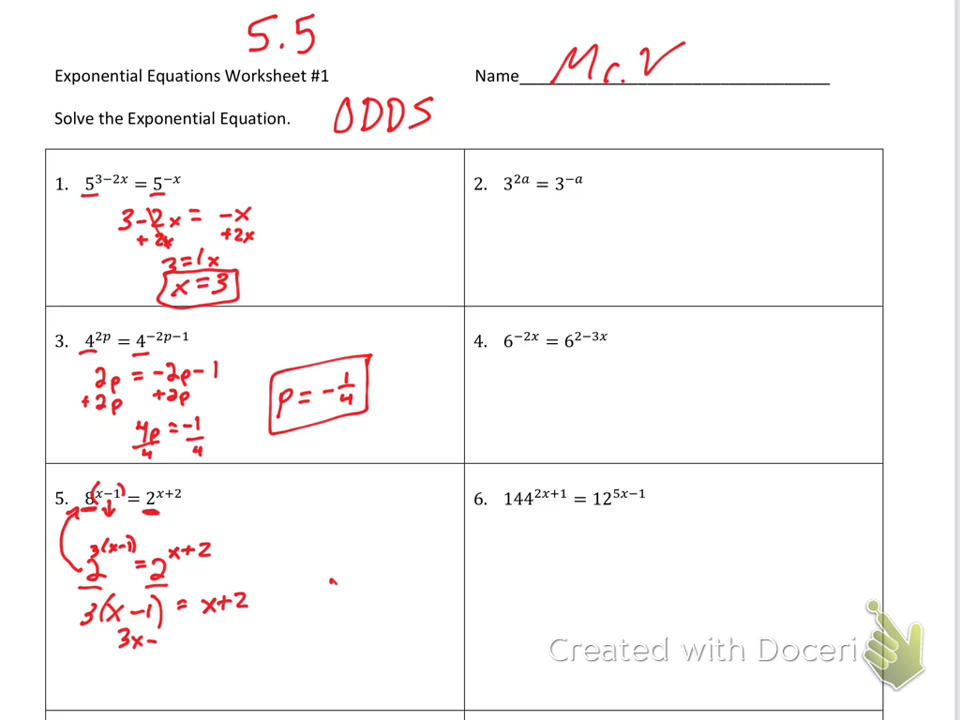 5.5
Exponential Equations Worksheet #1
Name Mr. V
Solve the Exponential Equation. ODDS
1. 5^{3−2x} = 5^{−x}
3-2x = -x
+2x +2x
3=1x
x=3
2. 3^{2a} = 3^{−a}
3. 4^{2p} = 4^{−2p−1}
2p = -2p-1
+2p +2p
4p = -1
4 4
p = -1/4
4. 6^{−2x} = 6^{2−3x}
5. 8^{(x−1)} = 2^{x+2}
2^{3(x-1)} = 2^{x+2}
3(x-1) = x+2
3x-
6. 144^{2x+1} = 12^{5x−1}
Created with Doceri